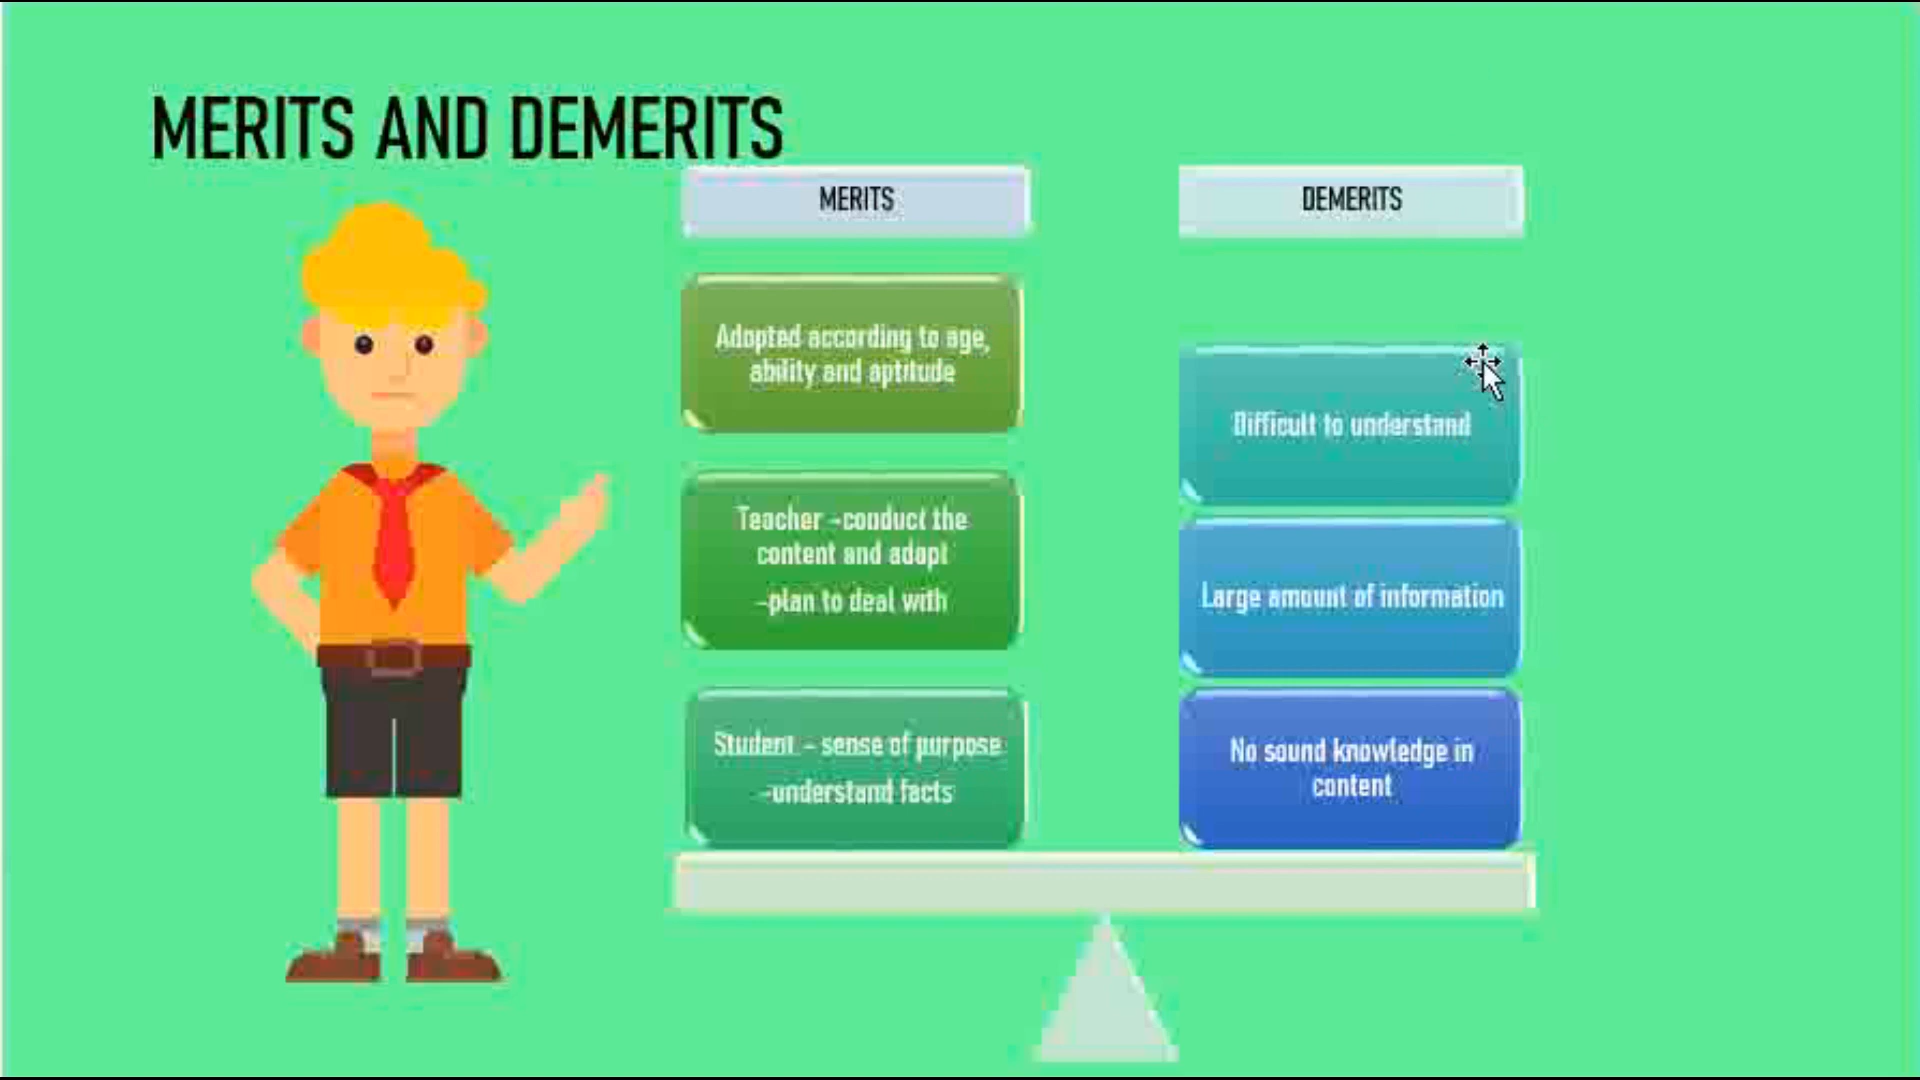 MERITS AND DEMERITS
MERITS
Adopted according to age,
ability and aptitude
Teacher -conduct the
content and adopt
-plan to deal with
Student - sense of purpose
-understand facts
DEMERITS
Difficult to understand
Large amount of information
No sound knowledge in
content